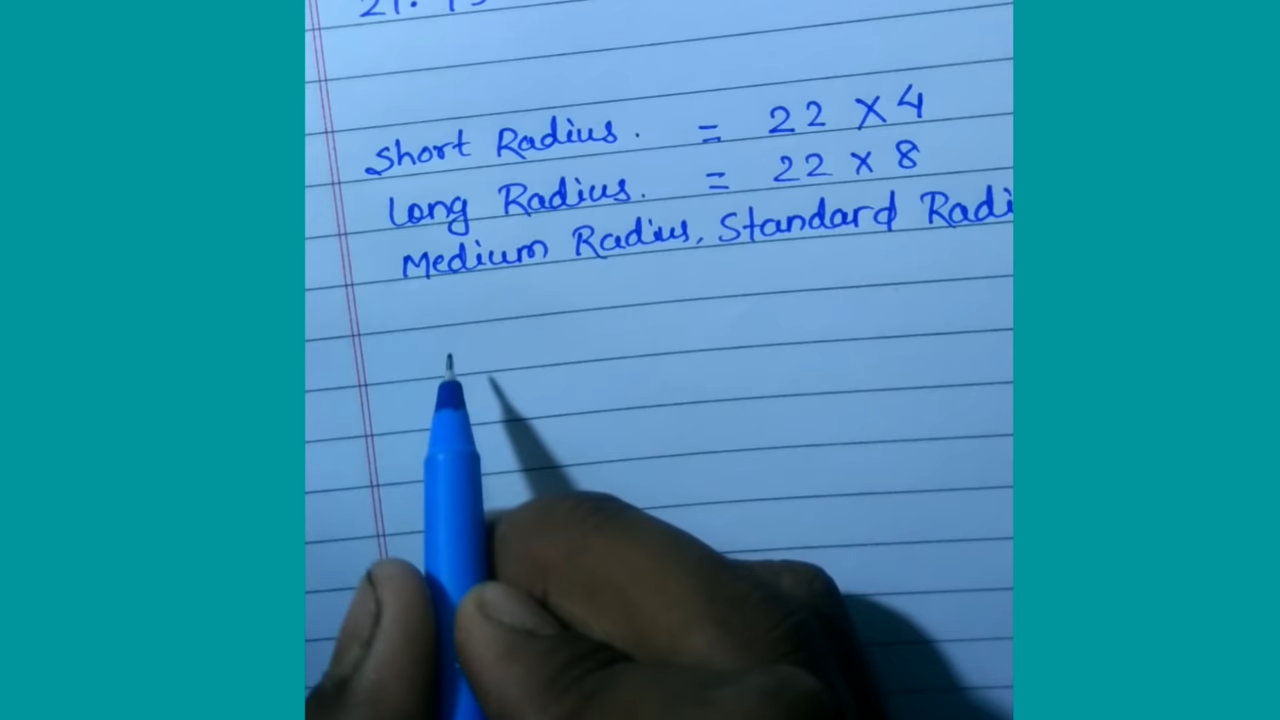 Short Radius. = 22 x 4
Long Radius. = 22 x 8
Medium Radius, Standard Radi